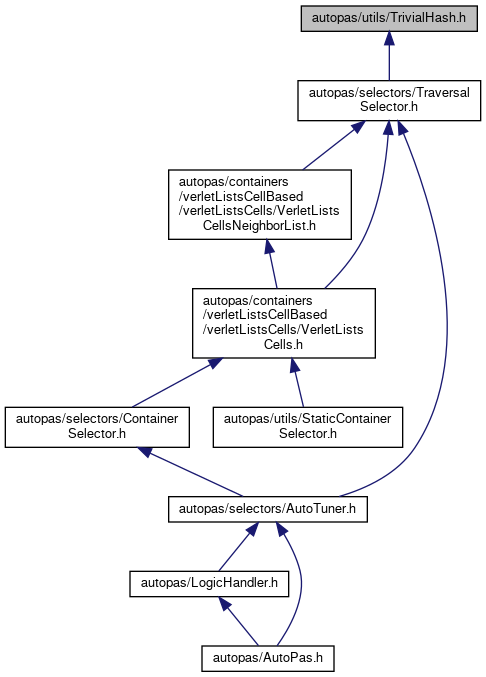 autopas/utils/TrivialHash.h
autopas/selectors/Traversal
Selector.h
autopas/containers
/verletListsCellBased
/verletListsCells/VerletLists
CellsNeighborList.h
autopas/containers
/verletListsCellBased
/verletListsCells/VerletLists
Cells.h
autopas/selectors/Container
Selector.h
autopas/utils/StaticContainer
Selector.h
autopas/selectors/AutoTuner.h
autopas/LogicHandler.h
autopas/AutoPas.h